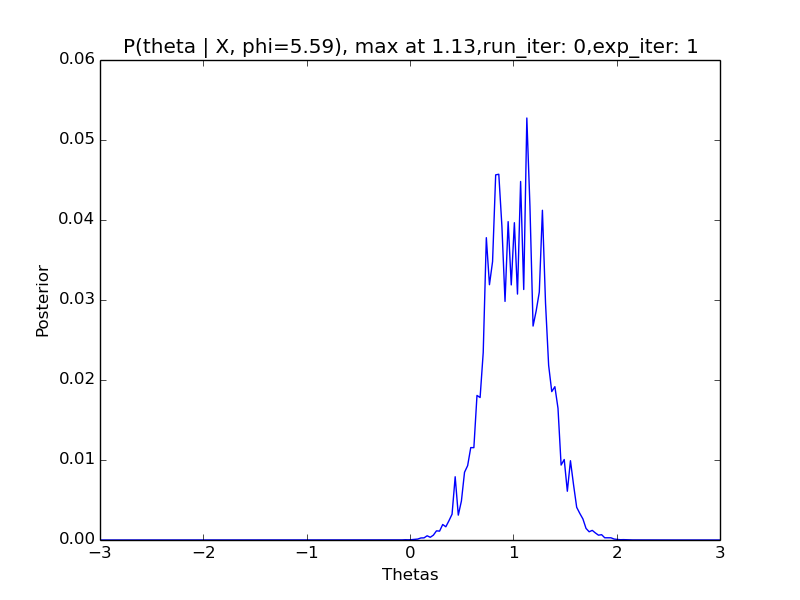 P(theta | X, phi=5.59), max at 1.13,run_iter: 0,exp_iter: 1
0.06
0.05
0.04
0.03
0.02
0.01
0.00
Posterior
−3 −2 −1 0 1 2 3
Thetas